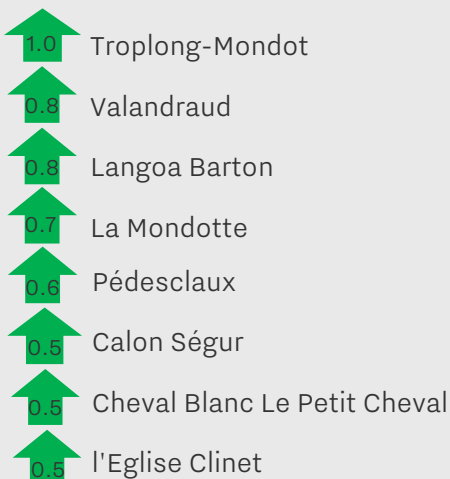 1.0 Troplong-Mondot
0.8 Valandraud
0.8 Langoa Barton
0.7 La Mondotte
0.6 Pédesclaux
0.5 Calon Ségur
0.5 Cheval Blanc Le Petit Cheval
0.5 l'Eglise Clinet